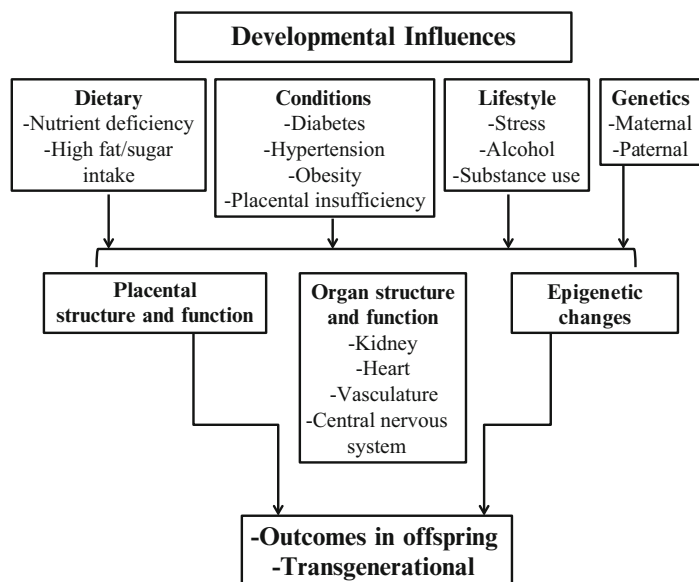 Developmental Influences
Dietary
-Nutrient deficiency
-High fat/sugar
intake
Conditions
-Diabetes
-Hypertension
-Obesity
-Placental insufficiency
Lifestyle
-Stress
-Alcohol
-Substance use
Genetics
-Maternal
-Paternal
Placental
structure and function
Organ structure
and function
-Kidney
-Heart
-Vasculature
-Central nervous
system
Epigenetic
changes
-Outcomes in offspring
-Transgenerational